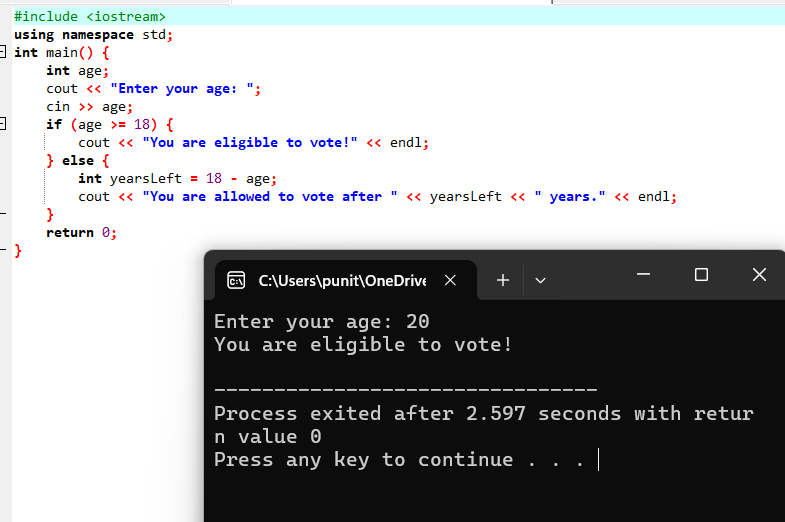 #include <iostream>
using namespace std;
int main() {
    int age;
    cout << "Enter your age: ";
    cin >> age;
    if (age >= 18) {
        cout << "You are eligible to vote!" << endl;
    } else {
        int yearsLeft = 18 - age;
        cout << "You are allowed to vote after " << yearsLeft << " years." << endl;
    }
    return 0;
}
C:\Users\punit\OneDrive
Enter your age: 20
You are eligible to vote!
--------------------------------
Process exited after 2.597 seconds with retur
n value 0
Press any key to continue . . .